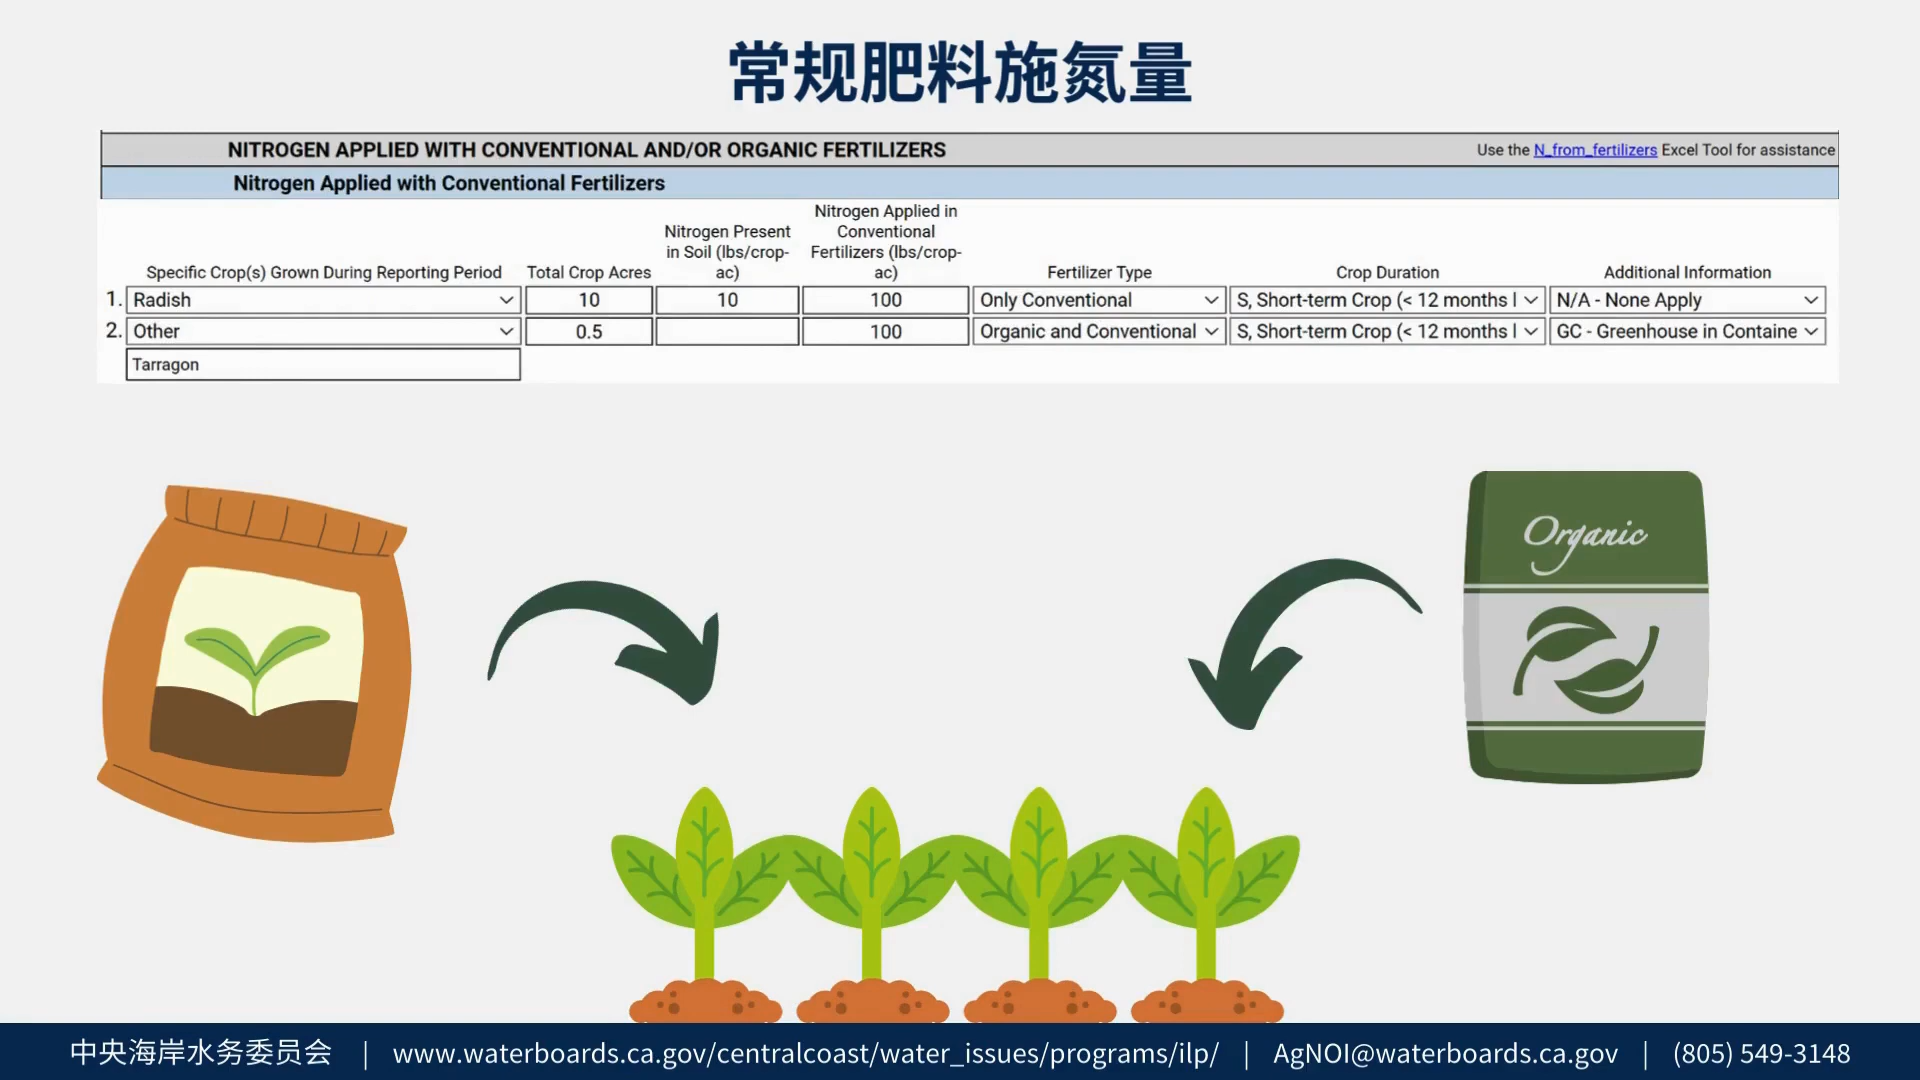 常规肥料施氮量
NITROGEN APPLIED WITH CONVENTIONAL AND/OR ORGANIC FERTILIZERS
Use the N_from_fertilizers Excel Tool for assistance
Nitrogen Applied with Conventional Fertilizers
Specific Crop(s) Grown During Reporting Period
Total Crop Acres
Nitrogen Present
in Soil (lbs/crop-
ac)
Nitrogen Applied in
Conventional
Fertilizers (lbs/crop-
ac)
Fertilizer Type
Crop Duration
Additional Information
1. Radish 10 10 100 Only Conventional S, Short-term Crop (< 12 months l N/A - None Apply
2. Other 0.5 100 Organic and Conventional S, Short-term Crop (< 12 months l GC - Greenhouse in Containe
Tarragon
Organic
中央海岸水务委员会 | www.waterboards.ca.gov/centralcoast/water_issues/programs/ilp/ | AgNOI@waterboards.ca.gov | (805) 549-3148